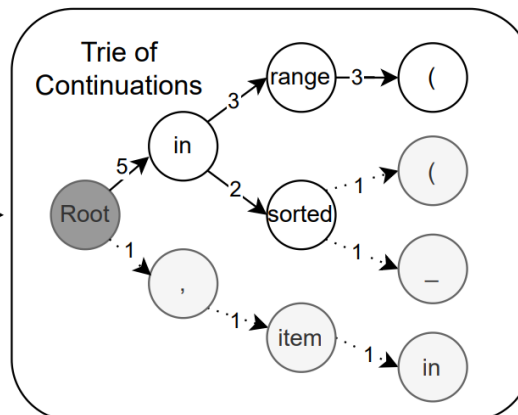 Trie of
Continuations
range
3
(
3
in
5
2
(
1
Root
sorted
1
1
_
,
1
item
1
in